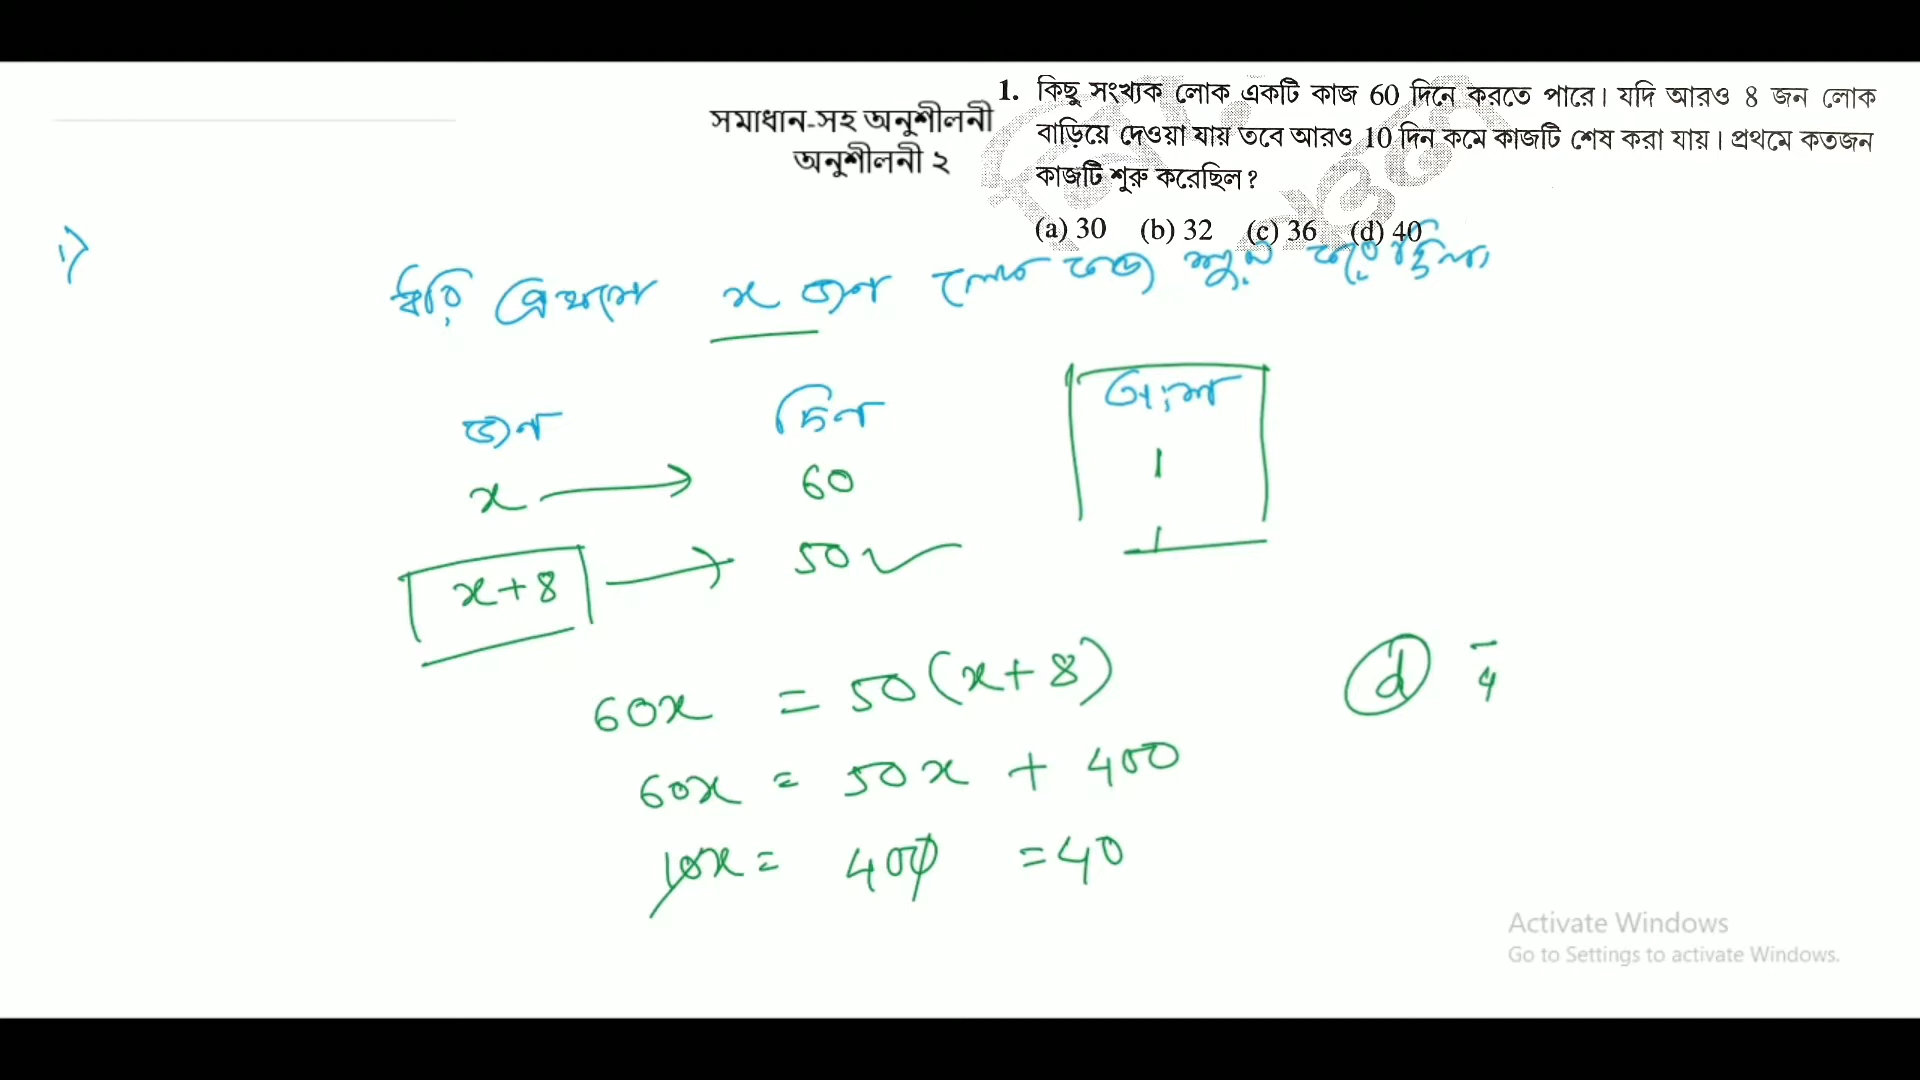 সমাধান-সহ অনুশীলনী
অনুশীলনী ২
1. কিছু সংখ্যক লোক একটি কাজ 60 দিনে করতে পারে। যদি আরও 8 জন লোক
বাড়িয়ে দেওয়া যায় তবে আরও 10 দিন কমে কাজটি শেষ করা যায়। প্রথমে কতজন
কাজটি শুরু করেছিল?
(a) 30 (b) 32 (c) 36 (d) 40
1)
ধরি প্রথমে x জন লোক কাজ শুরু করেছিল
জন দিন অংশ
x → 60 1
x+8 → 50 ✓ 1
60x = 50(x+8)
60x = 50x + 400
10x = 400 = 40
(d)
Activate Windows
Go to Settings to activate Windows.